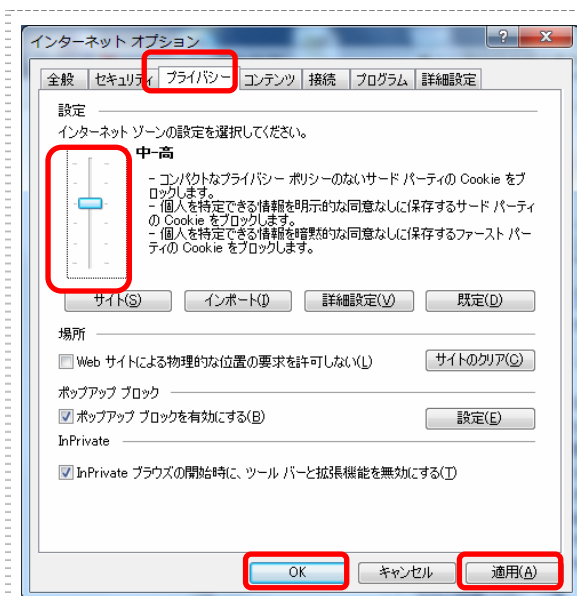 インターネット オプション
全般 セキュリティ プライバシー コンテンツ 接続 プログラム 詳細設定
設定
インターネット ゾーンの設定を選択してください。
中-高
- コンパクトなプライバシー ポリシーのないサード パーティの Cookie をブ
ロックします。
- 個人を特定できる情報を明示的な同意なしに保存するサード パーティ
の Cookie をブロックします。
- 個人を特定できる情報を暗黙的な同意なしに保存するファースト パー
ティの Cookie をブロックします。
サイト(S) インポート(I) 詳細設定(V) 既定(D)
場所
Web サイトによる物理的な位置の要求を許可しない(L) サイトのクリア(C)
ポップアップ ブロック
ポップアップ ブロックを有効にする(B) 設定(E)
InPrivate
InPrivate ブラウズの開始時に、ツール バーと拡張機能を無効にする(T)
OK キャンセル 適用(A)